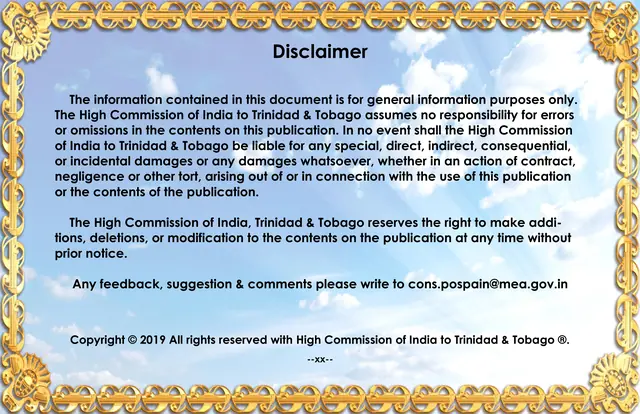 Disclaimer
The information contained in this document is for general information purposes only.
The High Commission of India to Trinidad & Tobago assumes no responsibility for errors
or omissions in the contents on this publication. In no event shall the High Commission
of India to Trinidad & Tobago be liable for any special, direct, indirect, consequential,
or incidental damages or any damages whatsoever, whether in an action of contract,
negligence or other tort, arising out of or in connection with the use of this publication
or the contents of the publication.
The High Commission of India, Trinidad & Tobago reserves the right to make addi-
tions, deletions, or modification to the contents on the publication at any time without
prior notice.
Any feedback, suggestion & comments please write to cons.pospain@mea.gov.in
Copyright © 2019 All rights reserved with High Commission of India to Trinidad & Tobago ®.
--xx--